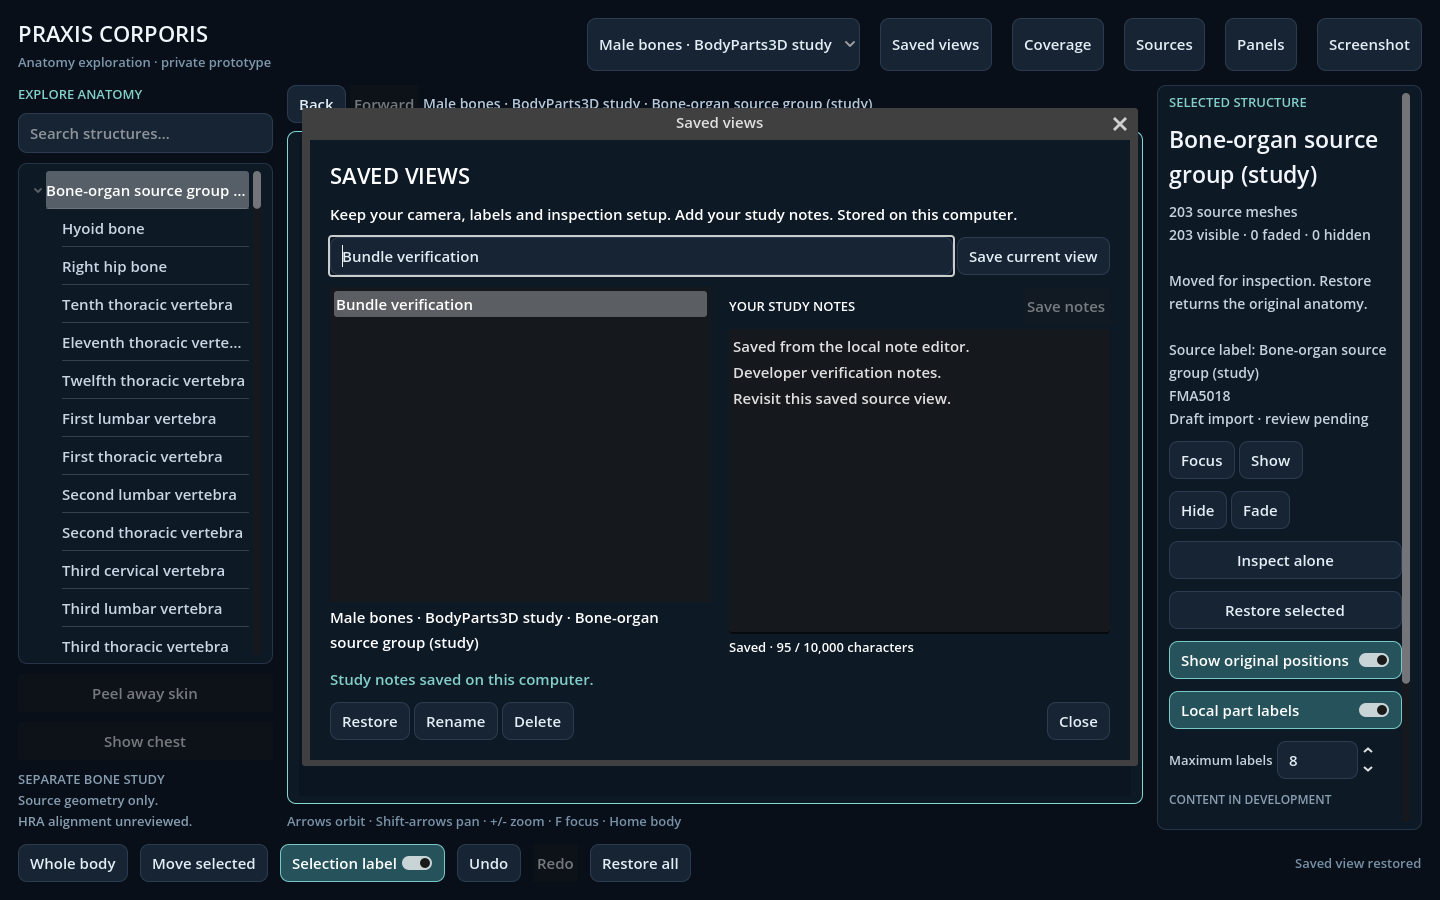 PRAXIS CORPORIS
Anatomy exploration · private prototype
Male bones · BodyParts3D study
Saved views
Coverage
Sources
Panels
Screenshot
EXPLORE ANATOMY
Search structures...
Bone-organ source group ...
Hyoid bone
Right hip bone
Tenth thoracic vertebra
Eleventh thoracic verte...
Twelfth thoracic vertebra
First lumbar vertebra
First thoracic vertebra
Second lumbar vertebra
Second thoracic vertebra
Third cervical vertebra
Third lumbar vertebra
Third thoracic vertebra
Peel away skin
Show chest
SEPARATE BONE STUDY
Source geometry only.
HRA alignment unreviewed.
Back
Forward
Male bones · BodyParts3D study · Bone-organ source group (study)
Saved views
SAVED VIEWS
Keep your camera, labels and inspection setup. Add your study notes. Stored on this computer.
Bundle verification
Save current view
Bundle verification
YOUR STUDY NOTES
Save notes
Saved from the local note editor.
Developer verification notes.
Revisit this saved source view.
Male bones · BodyParts3D study · Bone-organ
source group (study)
Saved · 95 / 10,000 characters
Study notes saved on this computer.
Restore
Rename
Delete
Close
Arrows orbit · Shift-arrows pan · +/- zoom · F focus · Home body
SELECTED STRUCTURE
Bone-organ source
group (study)
203 source meshes
203 visible · 0 faded · 0 hidden
Moved for inspection. Restore
returns the original anatomy.
Source label: Bone-organ source
group (study)
FMA5018
Draft import · review pending
Focus
Show
Hide
Fade
Inspect alone
Restore selected
Show original positions
Local part labels
Maximum labels
8
CONTENT IN DEVELOPMENT
Whole body
Move selected
Selection label
Undo
Redo
Restore all
Saved view restored